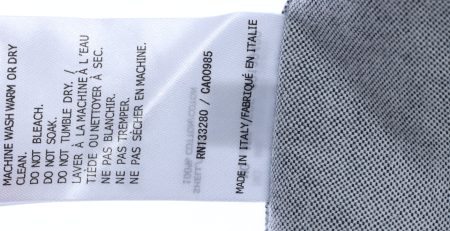 MACHINE WASH WARM OR DRY
CLEAN.
DO NOT BLEACH.
DO NOT SOAK.
DO NOT TUMBLE DRY. /
LAVER À LA MACHINE À L'EAU
TIÈDE OU NETTOYER À SEC.
NE PAS BLANCHIR.
NE PAS TREMPER.
NE PAS SÉCHER EN MACHINE.
RN133280 / CA00985
MADE IN ITALY/FABRIQUÉ EN ITALIE